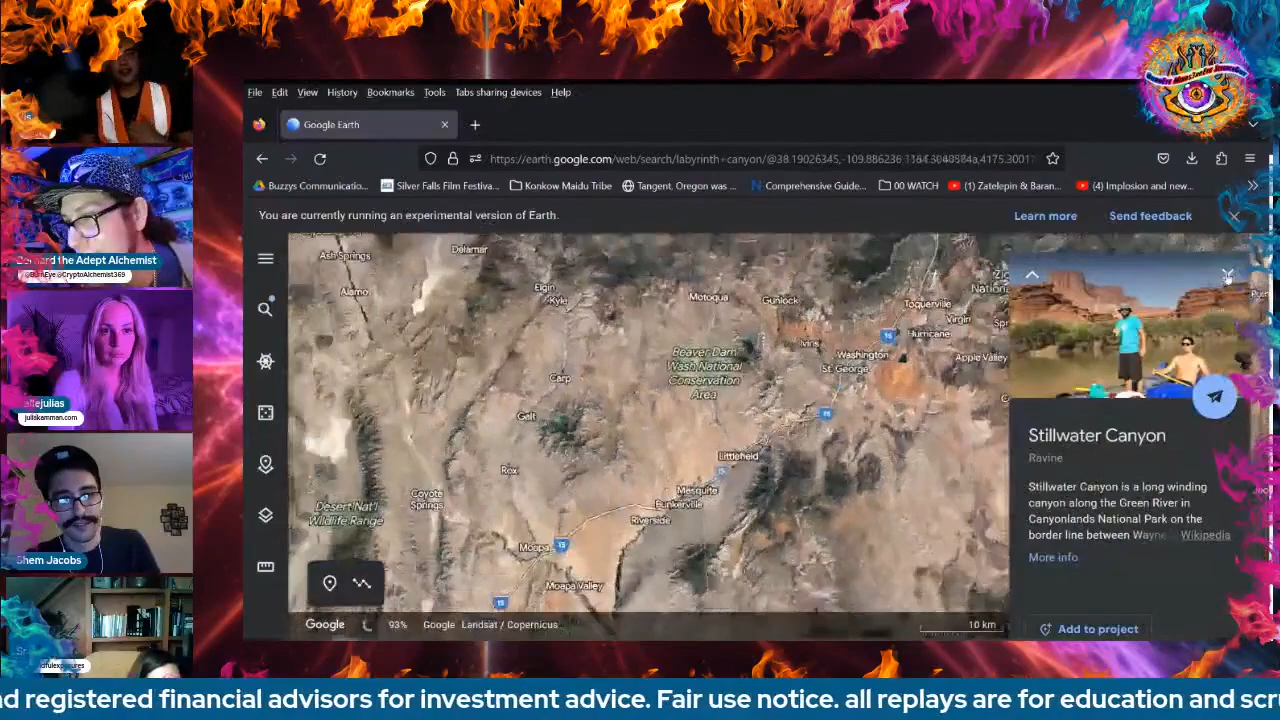 File Edit View History Bookmarks Tools Tabs sharing devices Help
Google Earth
https://earth.google.com/web/search/labyrinth+canyon/@38.19026345,-109.886236
Buzzys Communicatio... Silver Falls Film Festiva... Konkow Maidu Tribe Tangent, Oregon was ... Comprehensive Guide... 00 WATCH (1) Zatelepin & Baran... (4) Implosion and new...
You are currently running an experimental version of Earth. Learn more Send feedback
Ash Springs
Delamar
Alamo
Elgin
Kyle
Motoqua
Gunlock
Toquerville
Virgin
Hurricane
Ivins
Washington
St. George
Apple Valley
Beaver Dam
Wash National
Conservation
Area
Carp
Galt
Rox
Littlefield
15
Mesquite
Bunkerville
Riverside
Coyote
Springs
Desert Nat'l
Wildlife Range
Moapa
15
Moapa Valley
Stillwater Canyon
Ravine
Stillwater Canyon is a long winding
canyon along the Green River in
Canyonlands National Park on the
border line between Wayne Wikipedia
More info
Add to project
Google 93% Google Landsat / Copernicus 10 km
Bernard the Adept Alchemist
@BurnEye @CryptoAlchemist369
juliakamman.com
Shem Jacobs
nd registered financial advisors for investment advice. Fair use notice. all replays are for education and scr